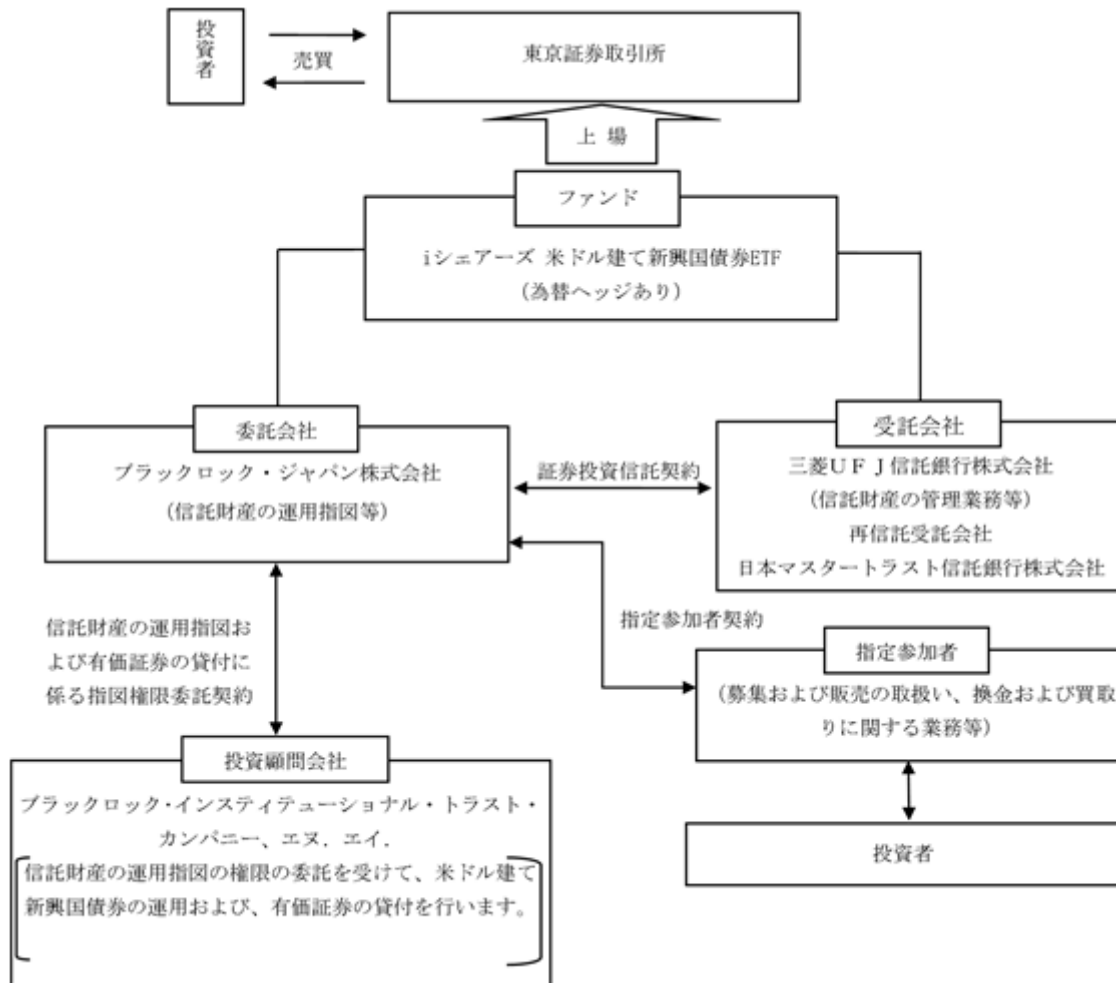 投資者
売買
東京証券取引所
上 場
ファンド
iシェアーズ 米ドル建て新興国債券ETF
(為替ヘッジあり)
委託会社
ブラックロック・ジャパン株式会社
(信託財産の運用指図等)
証券投資信託契約
受託会社
三菱UFJ信託銀行株式会社
(信託財産の管理業務等)
再信託受託会社
日本マスタートラスト信託銀行株式会社
信託財産の運用指図お
よび有価証券の貸付に
係る指図権限委託契約
指定参加者契約
指定参加者
(募集および販売の取扱い、換金および買取
りに関する業務等)
投資顧問会社
ブラックロック・インスティテューショナル・トラスト・
カンパニー、エヌ．エイ．
信託財産の運用指図の権限の委託を受けて、米ドル建て
新興国債券の運用および、有価証券の貸付を行います。
投資者